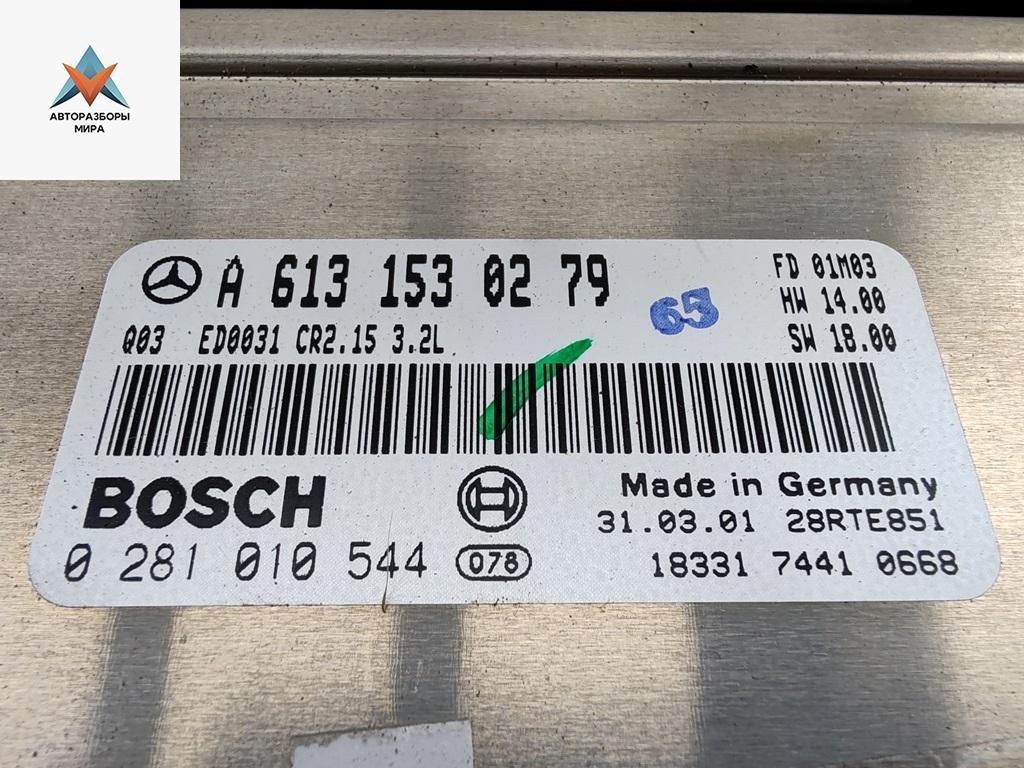 АВТОРАЗБОРЫ
МИРА
A 613 153 02 79
FD 01M03
HW 14.00
65
Q03 ED0031 CR2.15 3.2L
SW 18.00
BOSCH
Made in Germany
31.03.01 28RTE851
0 281 010 544 078
18331 7441 0668